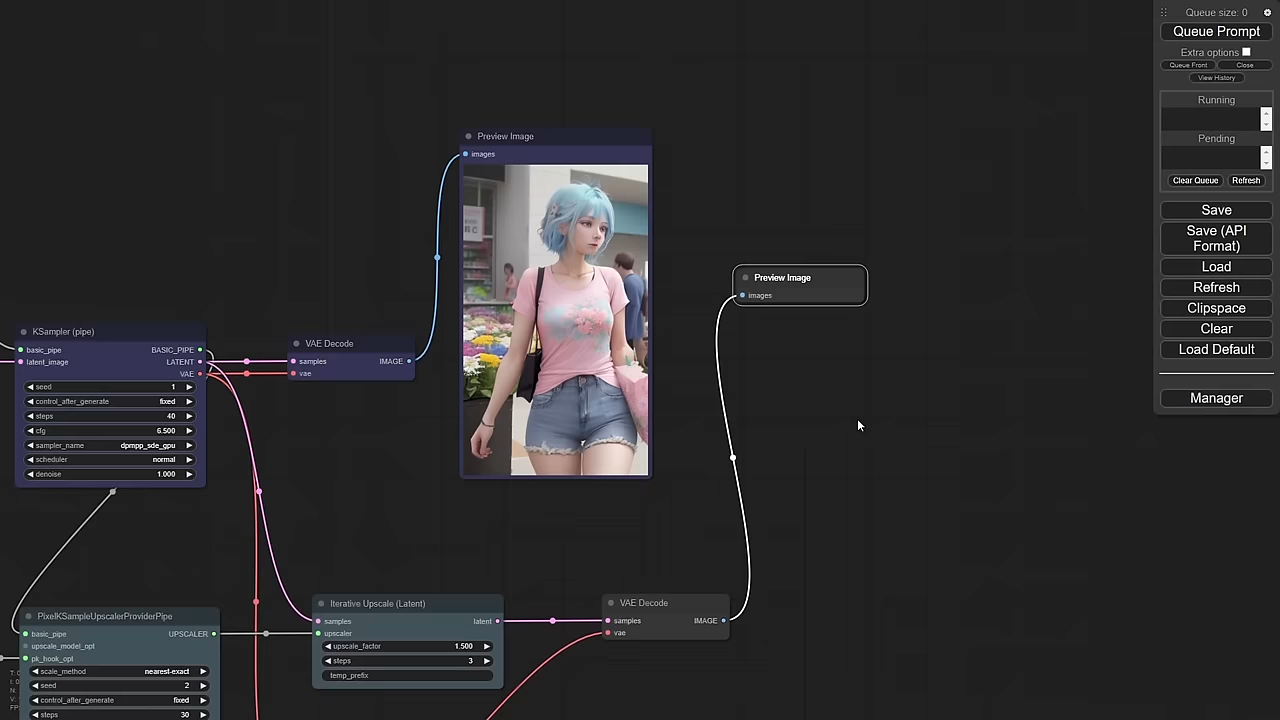 Queue size: 0
Queue Prompt
Extra options
Queue Front
Close
View History
Running
Pending
Clear Queue
Refresh
Save
Save (API Format)
Load
Refresh
Clipspace
Clear
Load Default
Manager
Preview Image
images
Preview Image
images
KSampler (pipe)
basic_pipe
BASIC_PIPE
latent_image
LATENT
VAE
seed 1
control_after_generate fixed
steps 40
cfg 6.500
sampler_name dpmpp_sde_gpu
scheduler normal
denoise 1.000
VAE Decode
samples
IMAGE
vae
PixelKSampleUpscalerProviderPipe
basic_pipe
UPSCALER
upscale_model_opt
pk_hook_opt
scale_method nearest-exact
seed 2
control_after_generate fixed
steps 30
Iterative Upscale (Latent)
samples
latent
upscaler
upscale_factor 1.500
steps 3
temp_prefix
VAE Decode
samples
IMAGE
vae